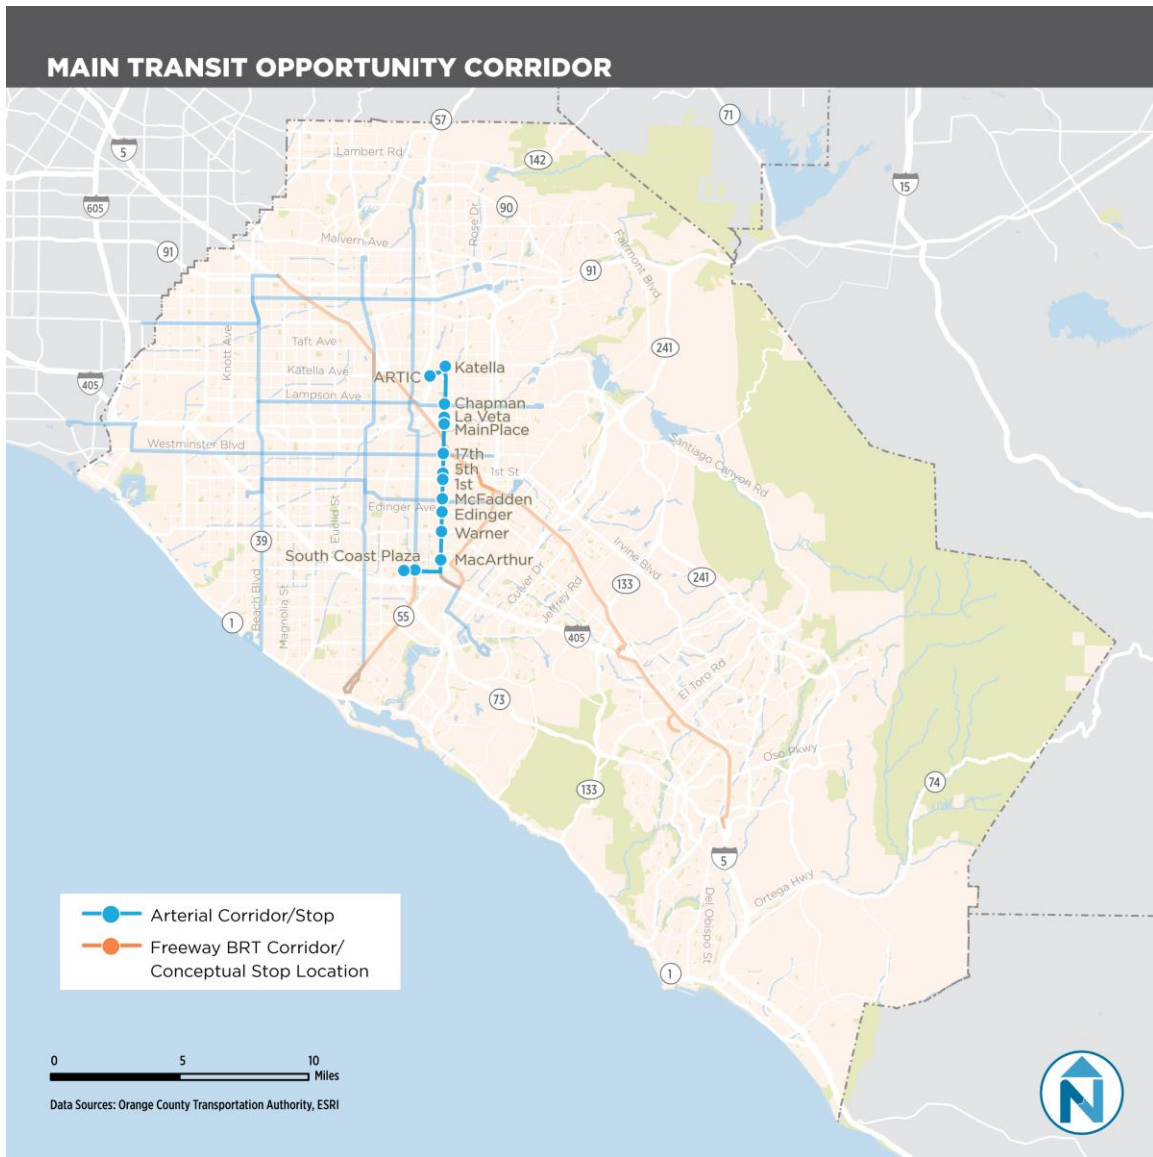 MAIN TRANSIT OPPORTUNITY CORRIDOR
57
71
5
Lambert Rd
142
15
605
90
Rose Dr
Malvern Ave
Fairmont Blvd
91
91
Knott Ave
Taft Ave
241
Katella
Katella Ave
ARTIC
405
Lampson Ave
Chapman
La Veta
MainPlace
Westminster Blvd
17th
Santiago Canyon Rd
5th
1st St
1st
McFadden
Edinger Ave
Edinger
Euclid St
Warner
39
Irvine Blvd
South Coast Plaza
MacArthur
Culver Dr
Jeffrey Rd
133
241
Beach Blvd
Magnolia St
1
55
405
El Toro Rd
73
Oso Pkwy
133
74
5
Ortega Hwy
Del Obispo St
1
Arterial Corridor/Stop
Freeway BRT Corridor/
Conceptual Stop Location
0 5 10
Miles
Data Sources: Orange County Transportation Authority, ESRI
N